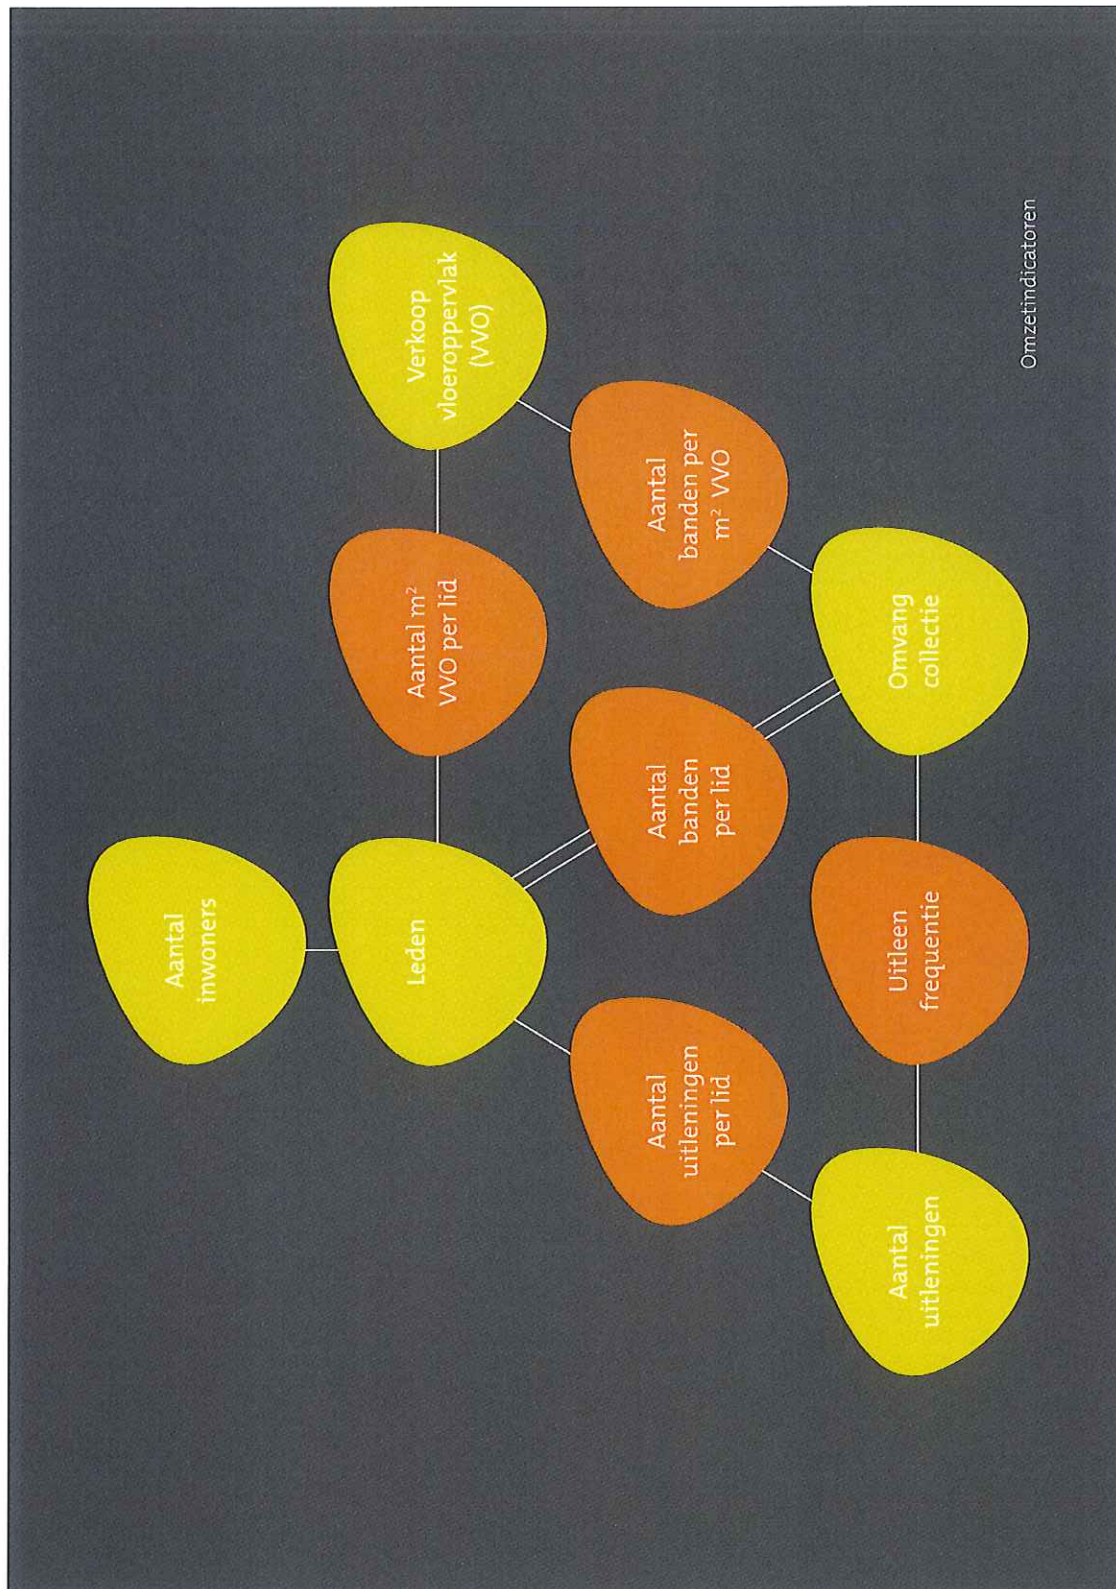 Aantal
inwoners
Leden
Aantal m²
VVO per lid
Verkoop
vloeroppervlak
(VVO)
Aantal
uitleningen
per lid
Aantal
banden
per lid
Aantal
banden per
m² VVO
Aantal
uitleningen
Uitleen
frequentie
Omvang
collectie
Omzetindicatoren